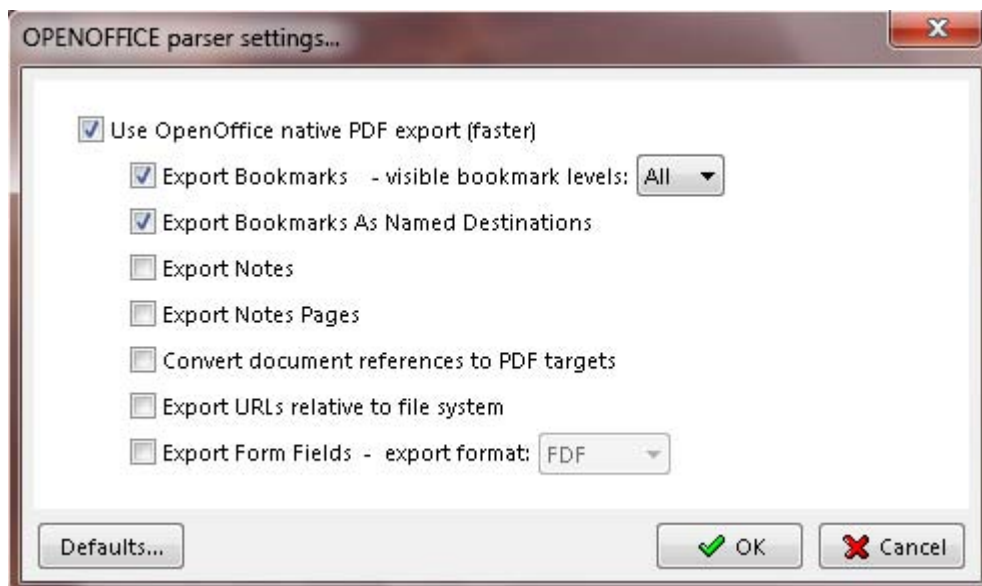 OPENOFFICE parser settings...
Use OpenOffice native PDF export (faster)
Export Bookmarks - visible bookmark levels: All
Export Bookmarks As Named Destinations
Export Notes
Export Notes Pages
Convert document references to PDF targets
Export URLs relative to file system
Export Form Fields - export format: FDF
Defaults... OK Cancel